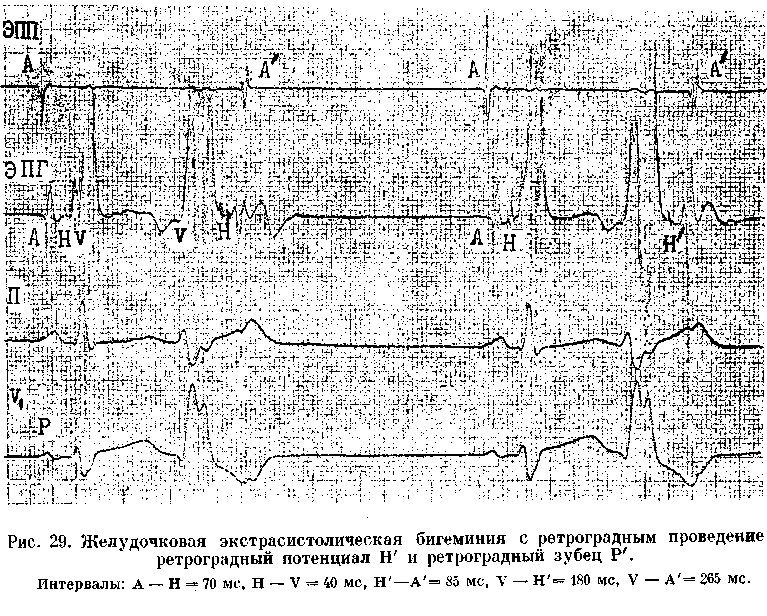 ЭПП
А А′ А А′
ЭПГ
А Н V V Н′ А Н Н′
П
V₁
Р
Рис. 29. Желудочковая экстрасистолическая бигеминия с ретроградным проведение
ретроградный потенциал Н′ и ретроградный зубец Р′.
Интервалы: А — Н = 70 мс, Н — V = 40 мс, Н′—А′= 85 мс, V — Н′= 180 мс, V — А′= 265 мс.